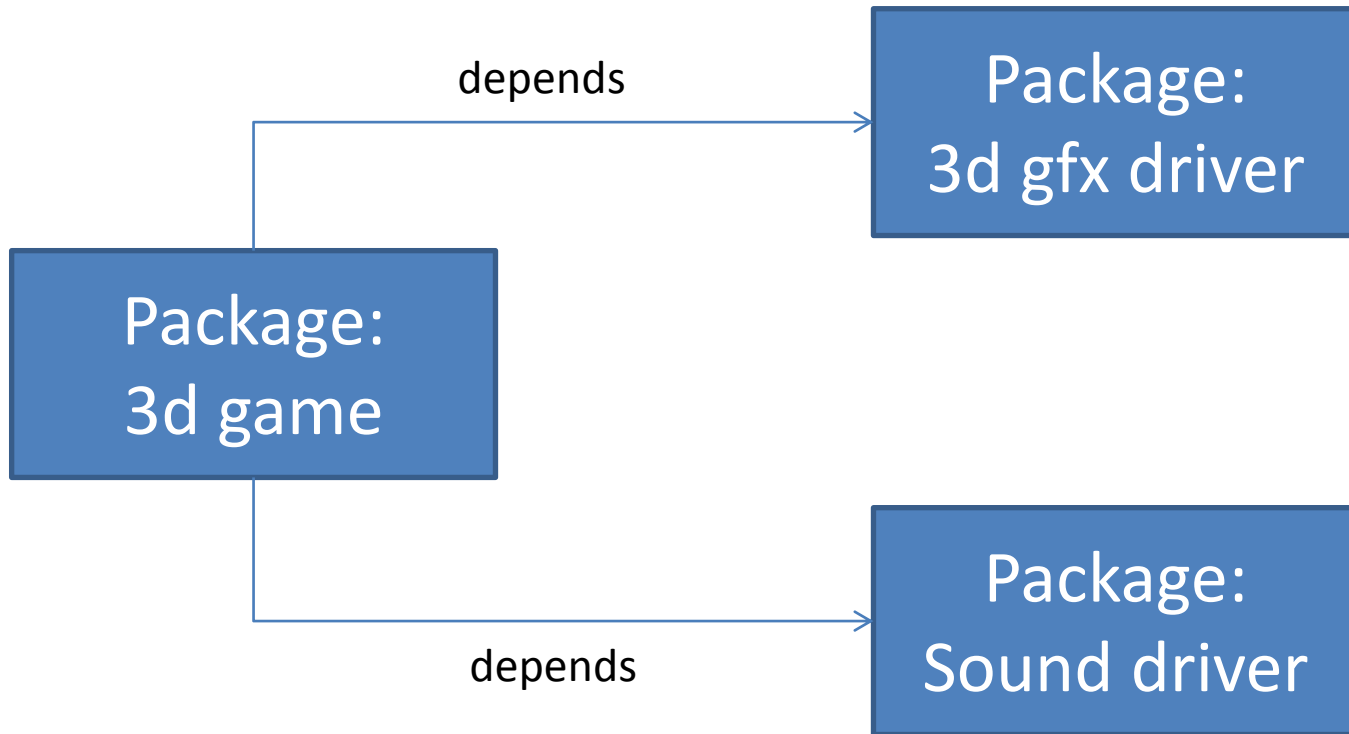 depends
Package:
3d gfx driver
Package:
3d game
depends
Package:
Sound driver